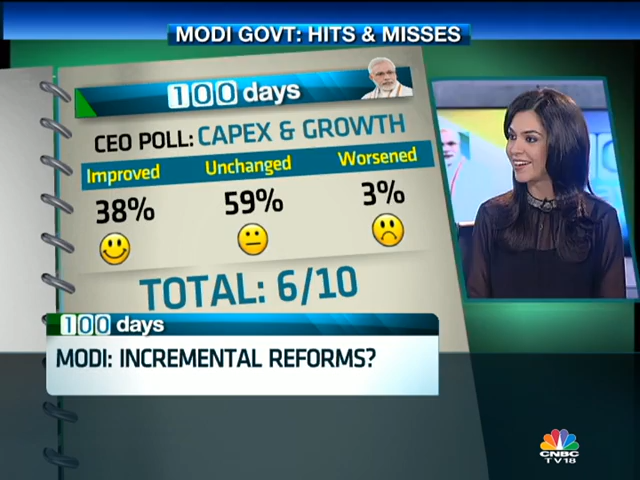 MODI GOVT: HITS & MISSES
100 days
CEO POLL: CAPEX & GROWTH
Improved Unchanged Worsened
38% 59% 3%
TOTAL: 6/10
100 days
MODI: INCREMENTAL REFORMS?
CNBC
TV18